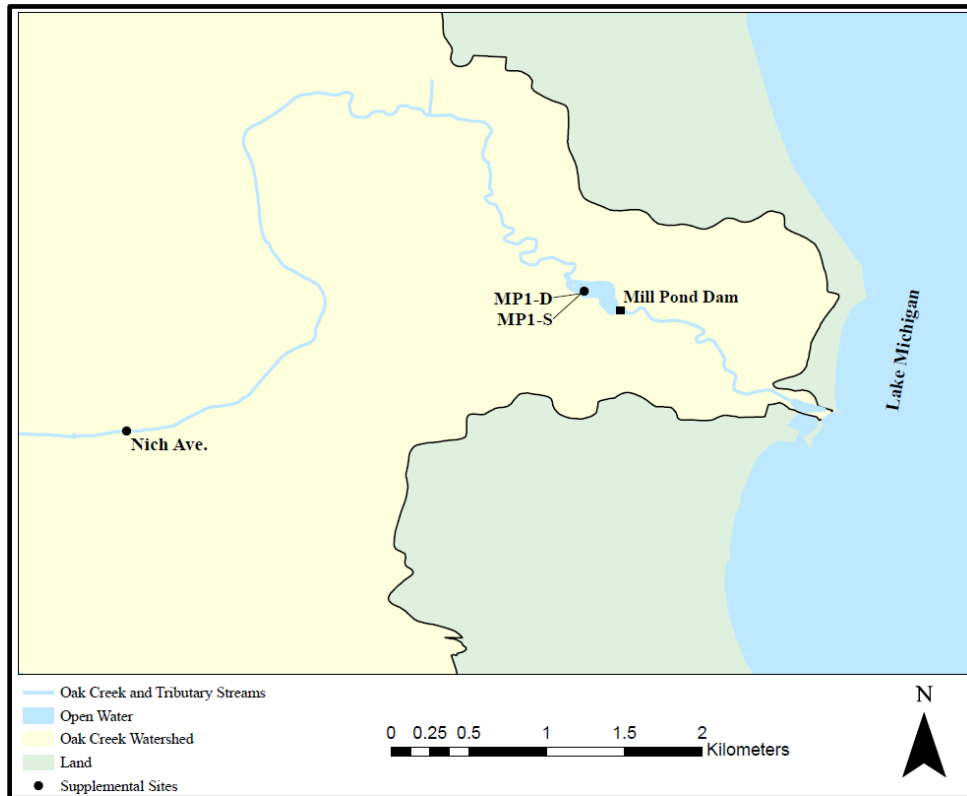 MP1-D
MP1-S
Mill Pond Dam
Lake Michigan
Nich Ave.
Oak Creek and Tributary Streams
Open Water
Oak Creek Watershed
Land
Supplemental Sites
0 0.25 0.5 1 1.5 2
Kilometers
N